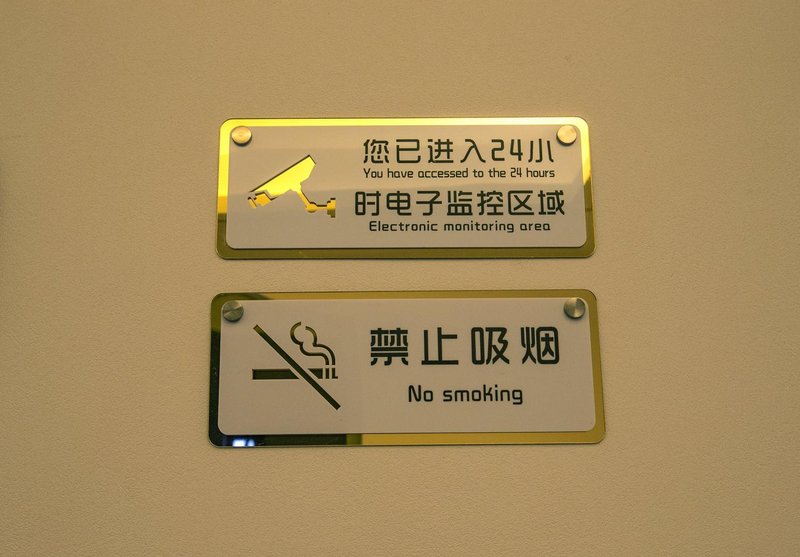 您已进入24小
You have accessed to the 24 hours
时电子监控区域
Electronic monitoring area
禁止吸烟
No smoking